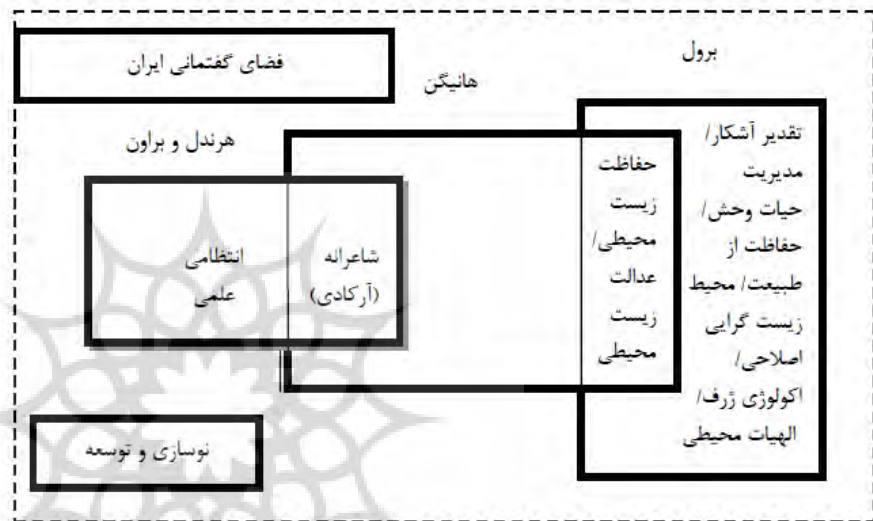 برول
هانیگن
فضای گفتمانی ایران
تقدیر آشکار/
مدیریت
حیات وحش/
حفاظت از
طبیعت/ محیط
زیست گرایی
اصلاحی/
اکولوژی ژرف/
الهیات محیطی
حفاظت
زیست
محیطی/
عدالت
زیست
محیطی
هرندل و براون
شاعرانه
(آرکادی)
انتظامی
علمی
نوسازی و توسعه